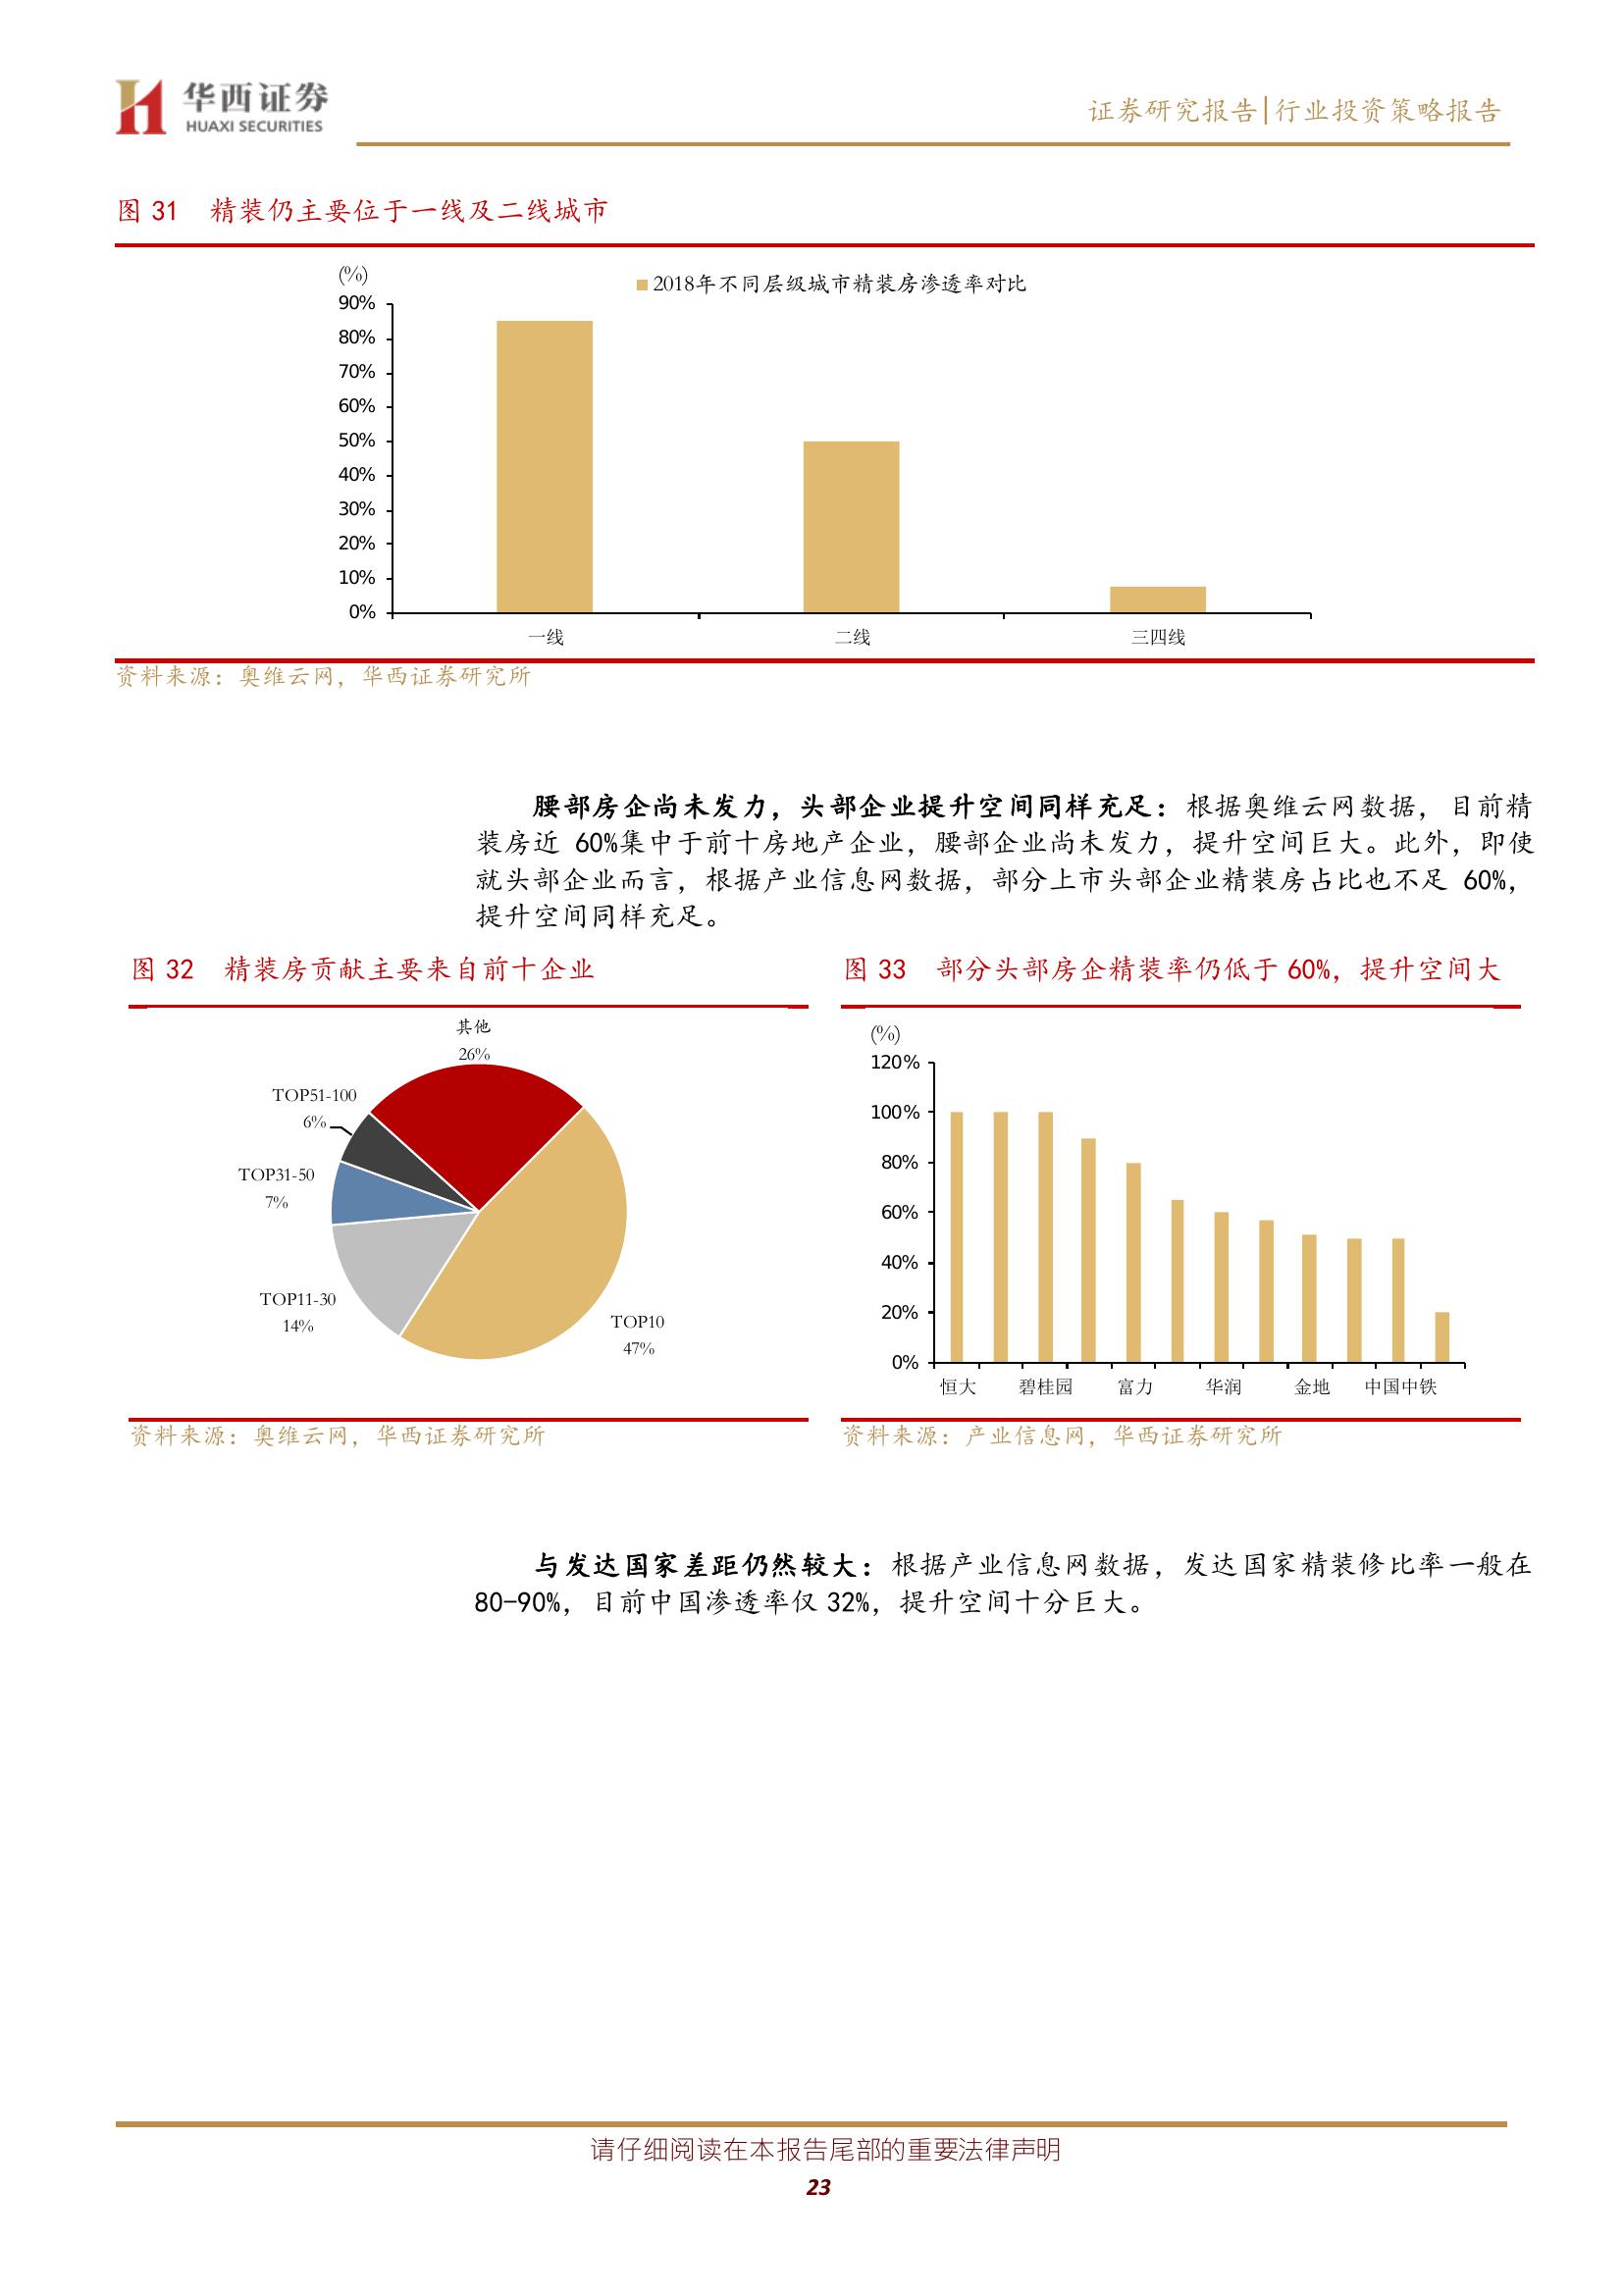 华西证券
HUAXI SECURITIES
证券研究报告|行业投资策略报告
图 31 精装仍主要位于一线及二线城市
(%)
2018年不同层级城市精装房渗透率对比
90%
80%
70%
60%
50%
40%
30%
20%
10%
0%
一线 二线 三四线
资料来源：奥维云网，华西证券研究所
腰部房企尚未发力，头部企业提升空间同样充足：根据奥维云网数据，目前精
装房近 60%集中于前十房地产企业，腰部企业尚未发力，提升空间巨大。此外，即使
就头部企业而言，根据产业信息网数据，部分上市头部企业精装房占比也不足 60%，
提升空间同样充足。
图 32 精装房贡献主要来自前十企业
其他
26%
TOP51-100
6%
TOP31-50
7%
TOP11-30
14%
TOP10
47%
资料来源：奥维云网，华西证券研究所
图 33 部分头部房企精装率仍低于 60%，提升空间大
(%)
120%
100%
80%
60%
40%
20%
0%
恒大 碧桂园 富力 华润 金地 中国中铁
资料来源：产业信息网，华西证券研究所
与发达国家差距仍然较大：根据产业信息网数据，发达国家精装修比率一般在
80-90%，目前中国渗透率仅 32%，提升空间十分巨大。
请仔细阅读在本报告尾部的重要法律声明
23